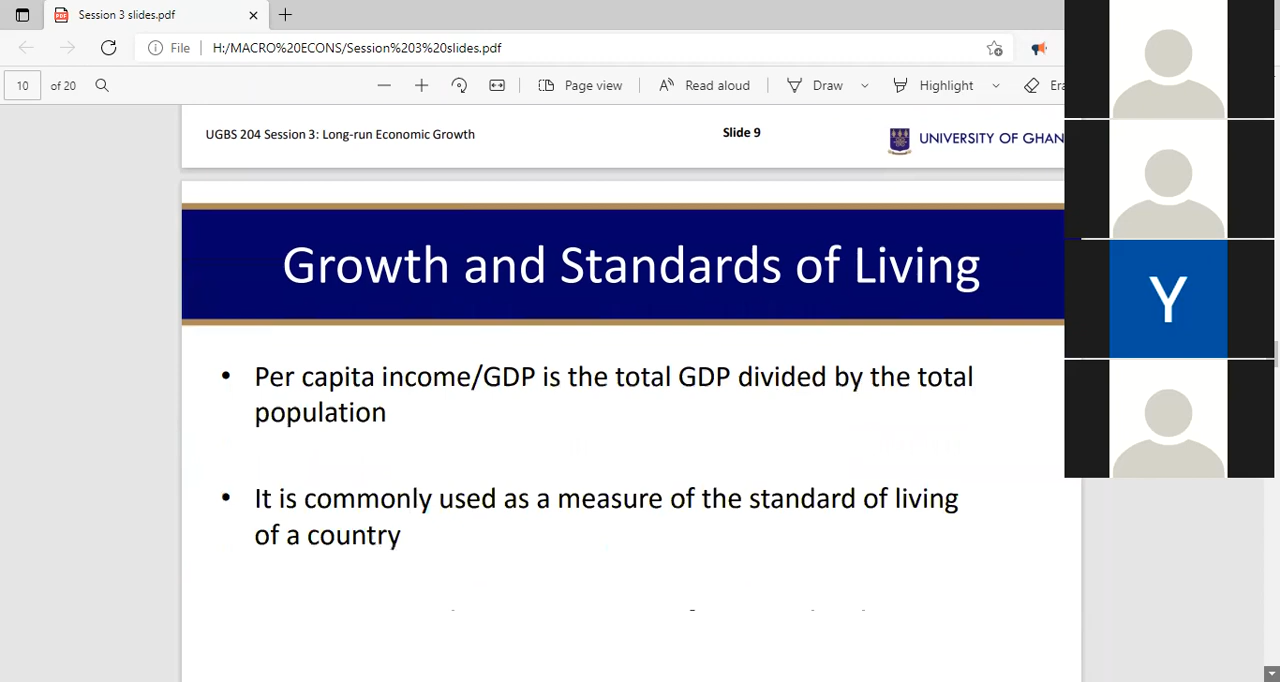 Session 3 slides.pdf
File H:/MACRO%20ECONS/Session%203%20slides.pdf
10 of 20 Page view Read aloud Draw Highlight Era
UGBS 204 Session 3: Long-run Economic Growth Slide 9 UNIVERSITY OF GHAN
Growth and Standards of Living
• Per capita income/GDP is the total GDP divided by the total
population
• It is commonly used as a measure of the standard of living
of a country
Y